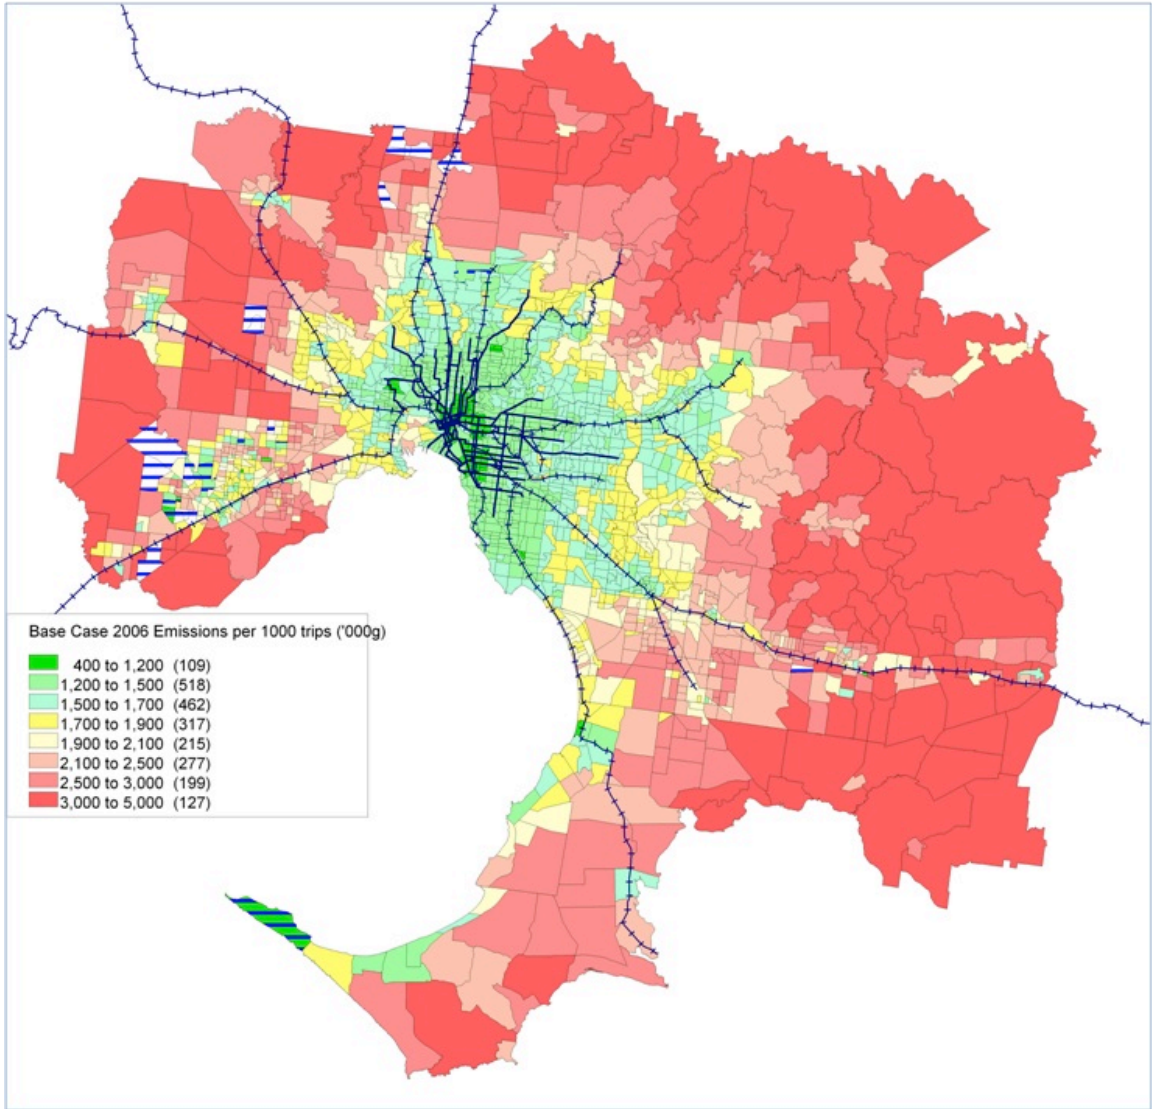 Base Case 2006 Emissions per 1000 trips ('000g)
400 to 1,200 (109)
1,200 to 1,500 (518)
1,500 to 1,700 (462)
1,700 to 1,900 (317)
1,900 to 2,100 (215)
2,100 to 2,500 (277)
2,500 to 3,000 (199)
3,000 to 5,000 (127)